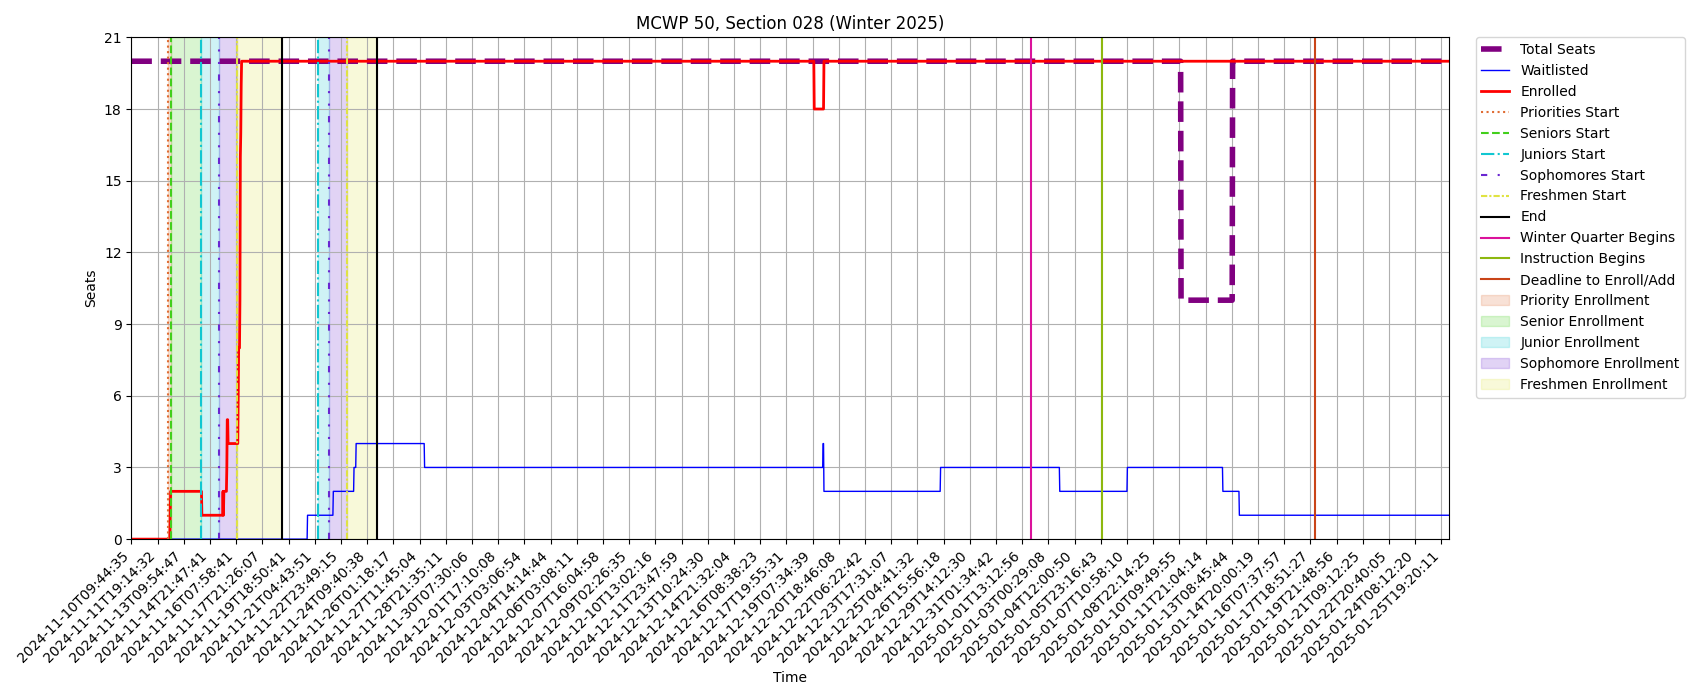 MCWP 50, Section 028 (Winter 2025)
21
18
15
12
9
6
3
0
Seats
2024-11-10T09:44:35
2024-11-11T19:14:32
2024-11-13T09:54:47
2024-11-14T21:47:41
2024-11-16T07:58:41
2024-11-17T21:26:07
2024-11-19T18:50:41
2024-11-21T04:43:51
2024-11-22T23:49:15
2024-11-24T09:40:38
2024-11-26T01:18:17
2024-11-27T11:45:04
2024-11-28T21:35:11
2024-11-30T07:30:06
2024-12-01T17:10:08
2024-12-03T03:06:54
2024-12-04T14:14:44
2024-12-06T03:08:11
2024-12-07T16:04:58
2024-12-09T02:26:35
2024-12-10T13:02:16
2024-12-11T23:47:59
2024-12-13T10:24:30
2024-12-14T21:32:04
2024-12-16T08:38:23
2024-12-17T19:55:31
2024-12-19T07:34:39
2024-12-20T18:46:08
2024-12-22T06:22:42
2024-12-23T17:31:07
2024-12-25T04:41:32
2024-12-26T15:56:18
2024-12-29T14:12:30
2024-12-31T01:34:42
2025-01-01T13:12:56
2025-01-03T00:29:08
2025-01-04T12:00:50
2025-01-05T23:16:43
2025-01-07T10:58:10
2025-01-08T22:14:25
2025-01-10T09:49:55
2025-01-11T21:04:14
2025-01-13T08:45:44
2025-01-14T20:00:19
2025-01-16T07:37:57
2025-01-17T18:51:27
2025-01-19T21:48:56
2025-01-21T09:12:25
2025-01-22T20:40:05
2025-01-24T08:12:20
2025-01-25T19:20:11
Time
Total Seats
Waitlisted
Enrolled
Priorities Start
Seniors Start
Juniors Start
Sophomores Start
Freshmen Start
End
Winter Quarter Begins
Instruction Begins
Deadline to Enroll/Add
Priority Enrollment
Senior Enrollment
Junior Enrollment
Sophomore Enrollment
Freshmen Enrollment